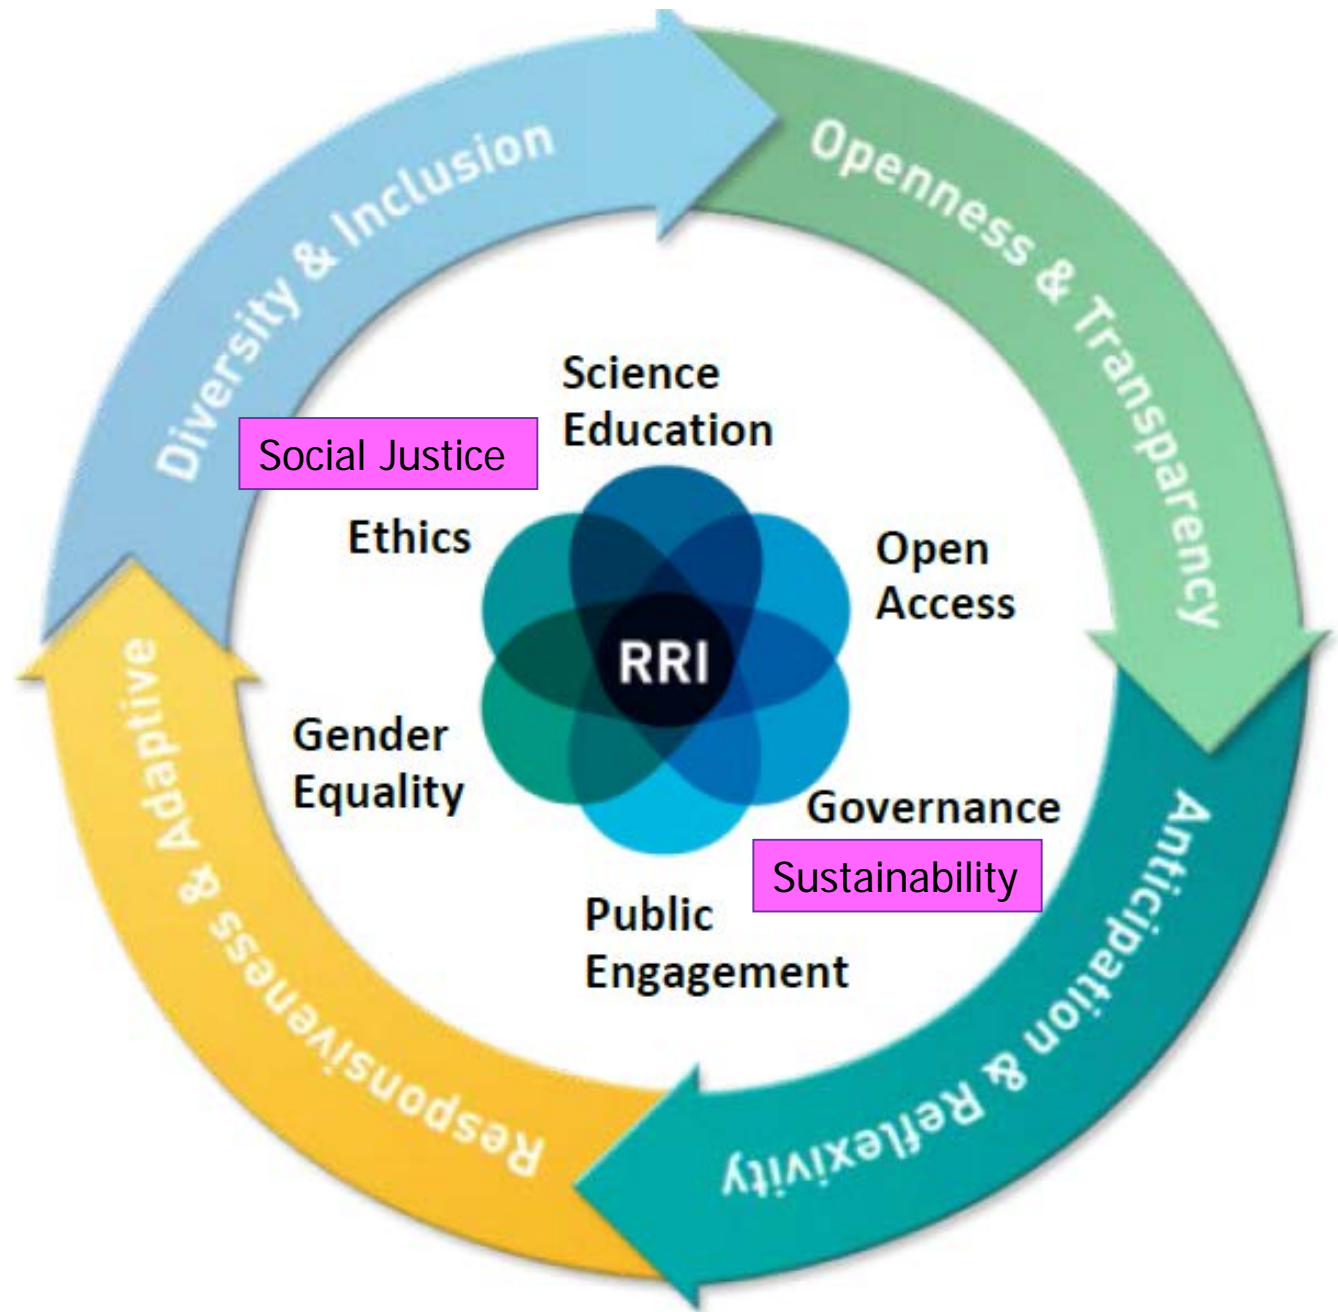 Diversity & Inclusion
Openness & Transparency
Anticipation & Reflexivity
Responsiveness & Adaptive
Science
Education
Social Justice
Ethics
Open
Access
RRI
Gender
Equality
Governance
Sustainability
Public
Engagement